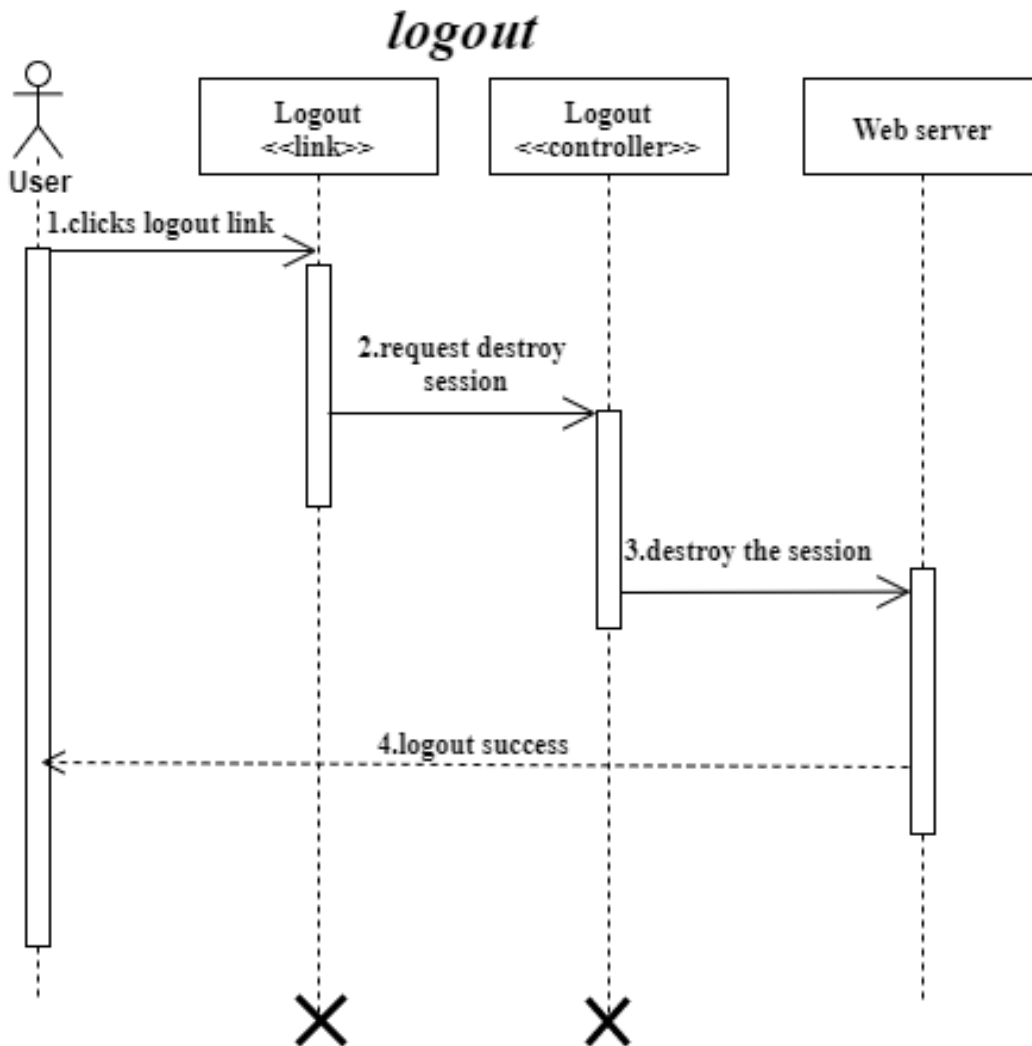 logout
User
Logout
<<link>>
Logout
<<controller>>
Web server
1.clicks logout link
2.request destroy
session
3.destroy the session
4.logout success